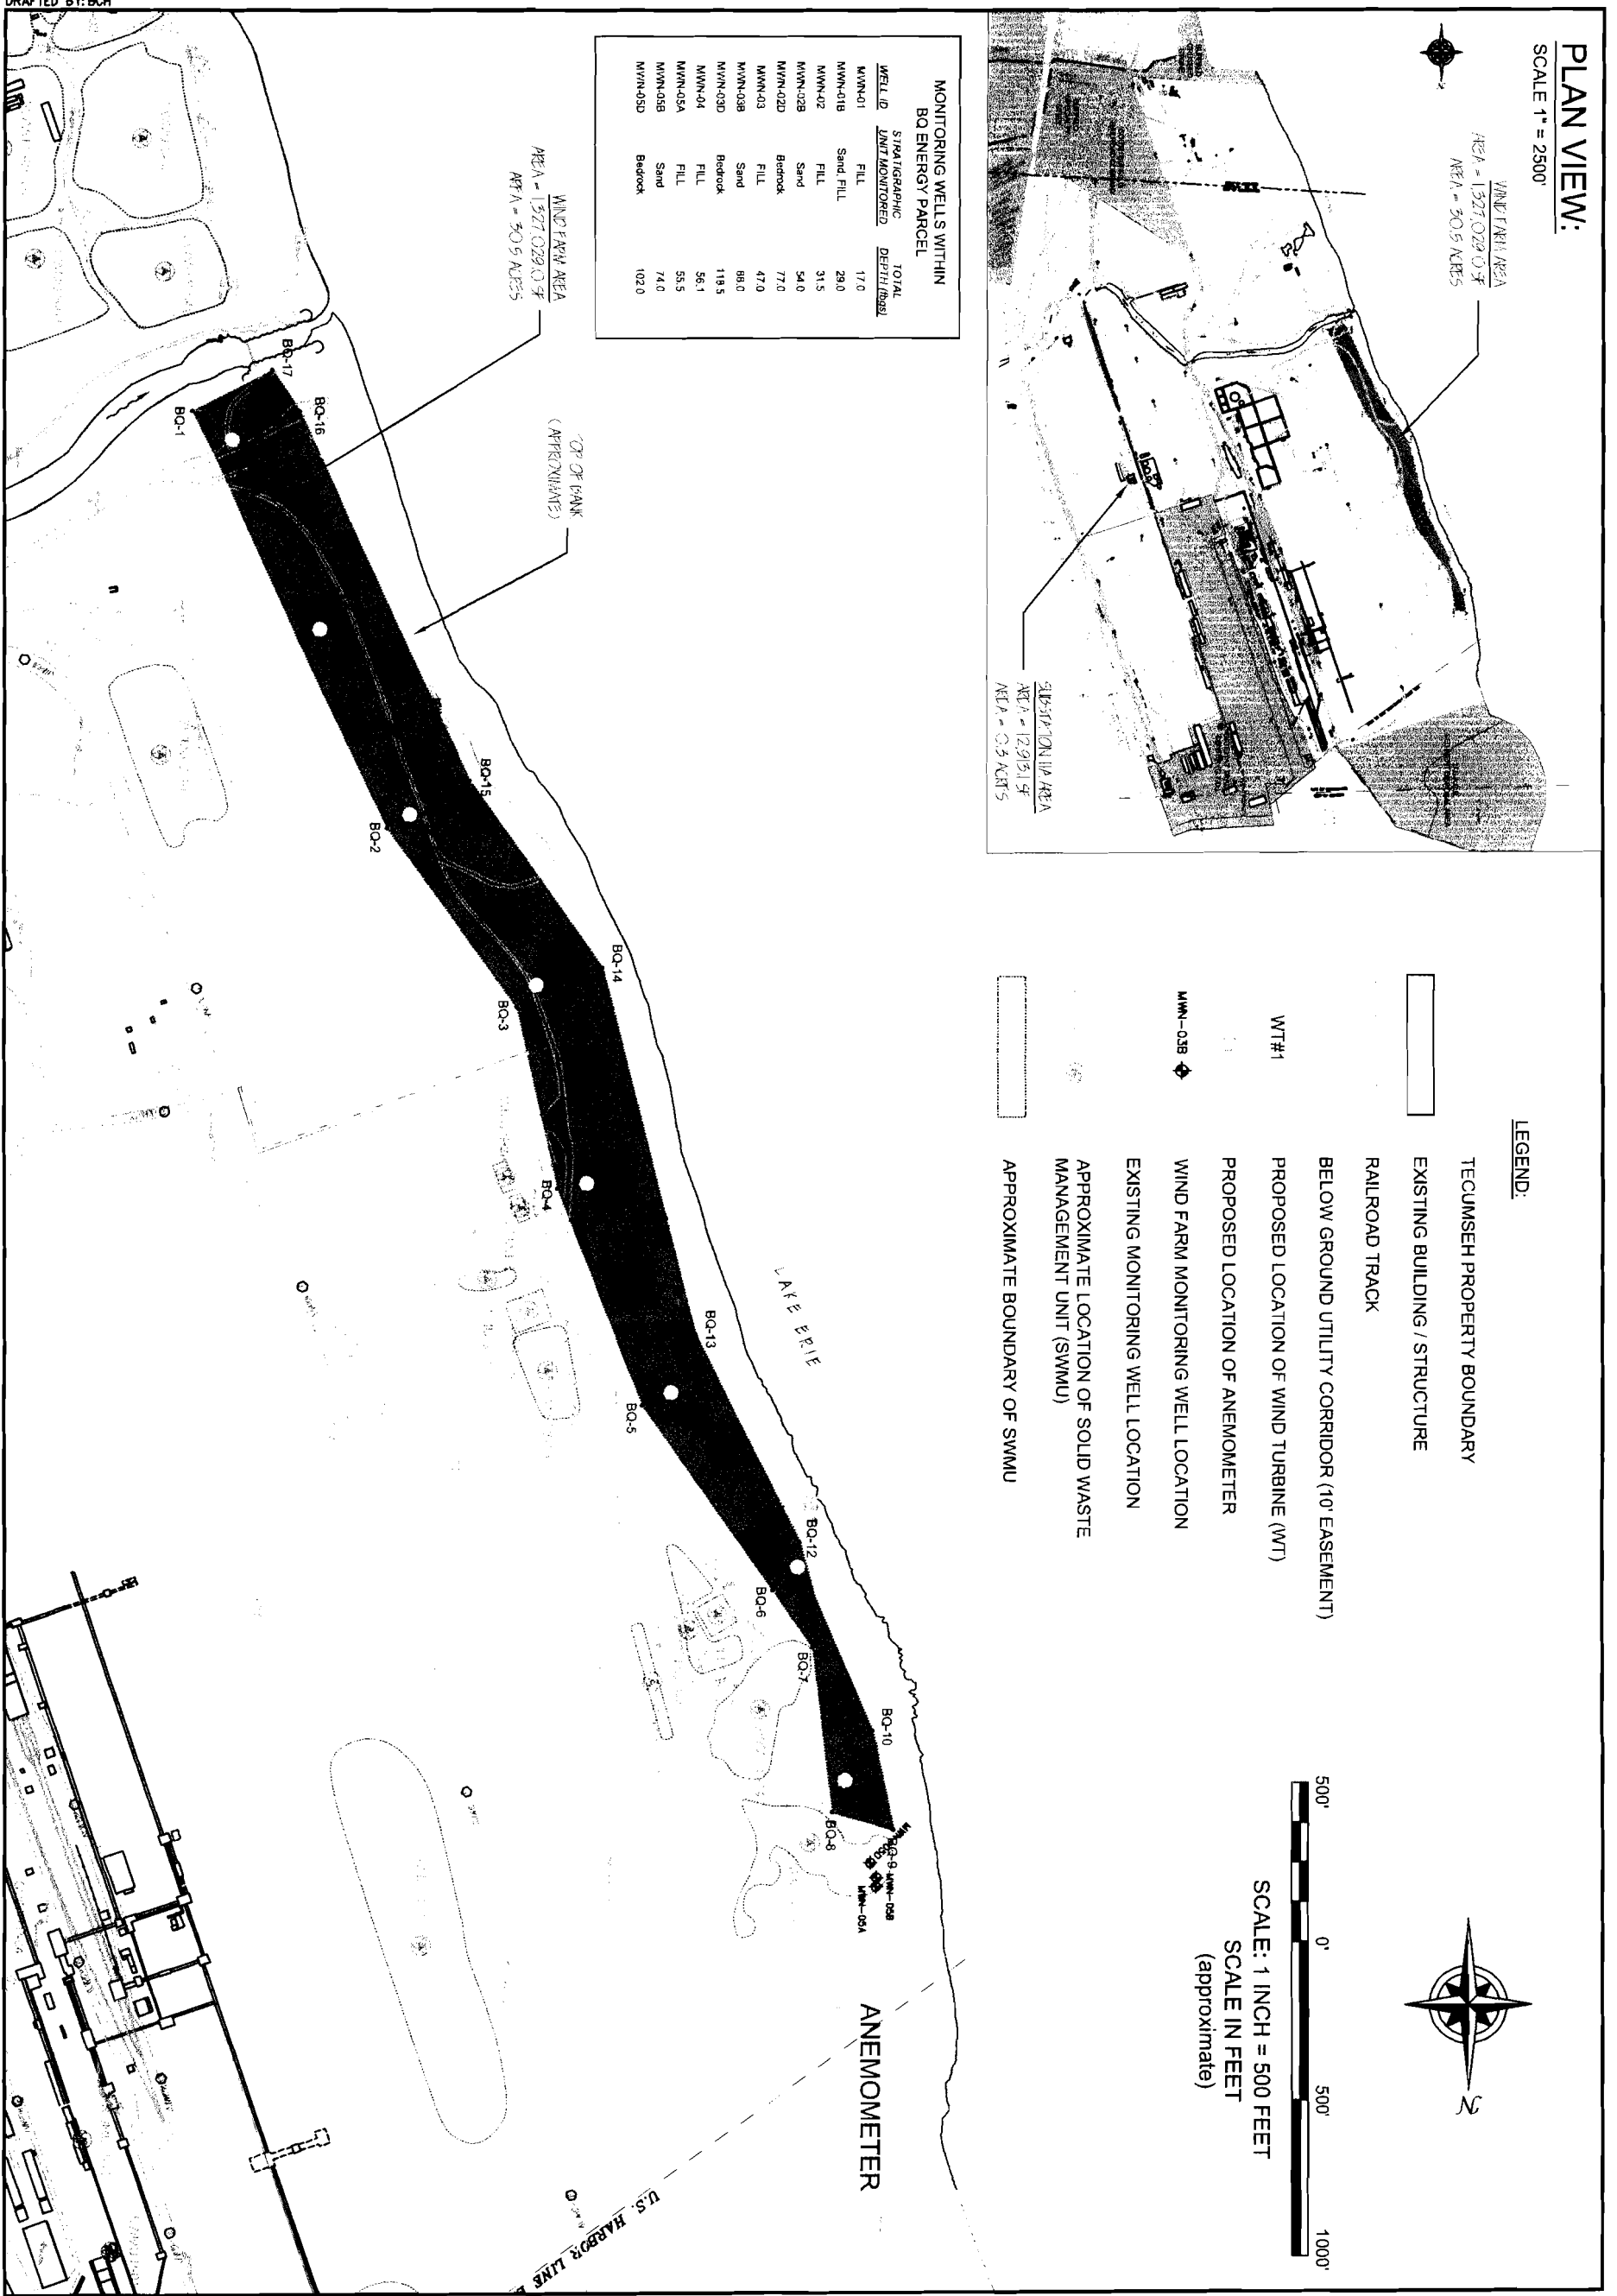 DRAFTED BY: BCH
PLAN VIEW:
SCALE 1" = 2500'
WIND FARM AREA
AREA = 1,327,029.0 SF
AREA = 30.5 ACRES
SUBSTATION 11A AREA
AREA = 12,913.1 SF
AREA = 0.3 ACRES
LEGEND:
TECUMSEH PROPERTY BOUNDARY
EXISTING BUILDING / STRUCTURE
RAILROAD TRACK
BELOW GROUND UTILITY CORRIDOR (10' EASEMENT)
WT#1 PROPOSED LOCATION OF WIND TURBINE (WT)
PROPOSED LOCATION OF ANEMOMETER
MWN-03B WIND FARM MONITORING WELL LOCATION
EXISTING MONITORING WELL LOCATION
APPROXIMATE LOCATION OF SOLID WASTE
MANAGEMENT UNIT (SWMU)
APPROXIMATE BOUNDARY OF SWMU
N
500' 0' 500' 1000'
SCALE: 1 INCH = 500 FEET
SCALE IN FEET
(approximate)
MONITORING WELLS WITHIN
BQ ENERGY PARCEL
WELL ID STRATIGRAPHIC UNIT MONITORED TOTAL DEPTH (fbgs)
MWN-01 FILL 17.0
MWN-01B Sand, FILL 29.0
MWN-02 FILL 31.5
MWN-02B Sand 54.0
MWN-02D Bedrock 77.0
MWN-03 FILL 47.0
MWN-03B Sand 88.0
MWN-03D Bedrock 118.5
MWN-04 FILL 56.1
MWN-05A FILL 55.5
MWN-05B Sand 74.0
MWN-05D Bedrock 102.0
WIND FARM AREA
AREA = 1,327,029.0 SF
AREA = 30.5 ACRES
TOP OF BANK
(APPROXIMATE)
LAKE ERIE
BQ-17
BQ-16
BQ-1
BQ-15
BQ-2
BQ-14
BQ-3
BQ-4
BQ-13
BQ-5
BQ-12
BQ-6
BQ-7
BQ-10
BQ-8
BQ-9
MWN-05B
MWN-05A
ANEMOMETER
U.S. HARBOR LINE